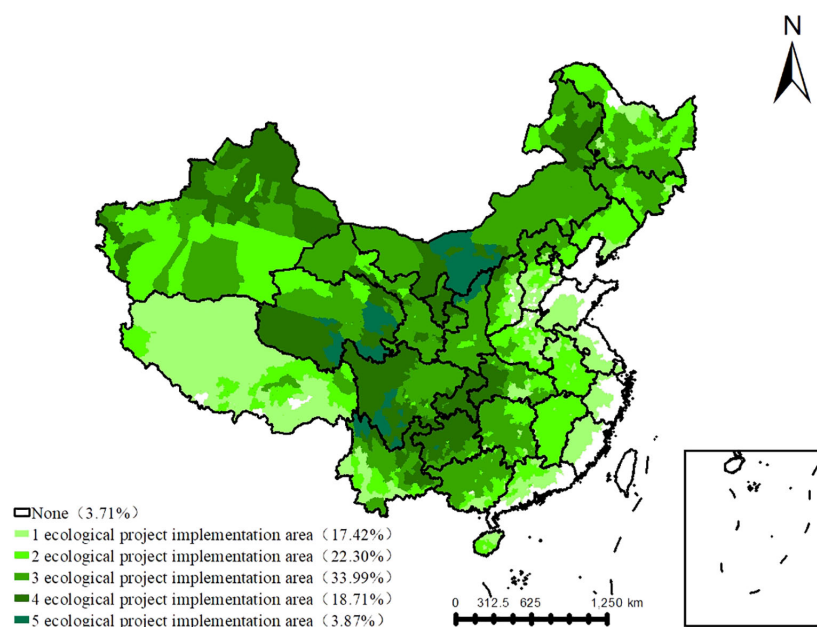 N
None（3.71%）
1 ecological project implementation area（17.42%）
2 ecological project implementation area（22.30%）
3 ecological project implementation area（33.99%）
4 ecological project implementation area（18.71%）
5 ecological project implementation area（3.87%）
0 312.5 625 1,250 km